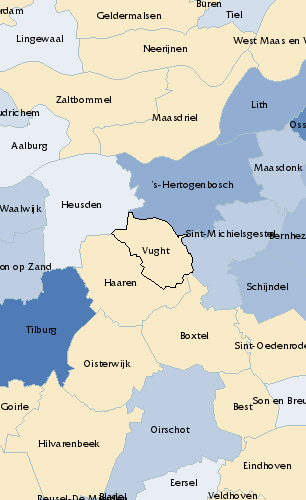 Buren
rdam
Geldermalsen
Tiel
Lingewaal
Neerijnen
West Maas en W
Zaltbommel
Lith
udrichem
Maasdriel
Oss
Aalburg
Maasdonk
's-Hertogenbosch
Waalwijk
Heusden
Sint-Michielsgestel
Bernhez
Vught
on op Zand
Haaren
Schijndel
Tilburg
Boxtel
Sint-Oedenrode
Oisterwijk
Goirle
Best
Son en Breu
Oirschot
Hilvarenbeek
Eindhoven
Eersel
Reusel-De Mierden
Bladel
Veldhoven